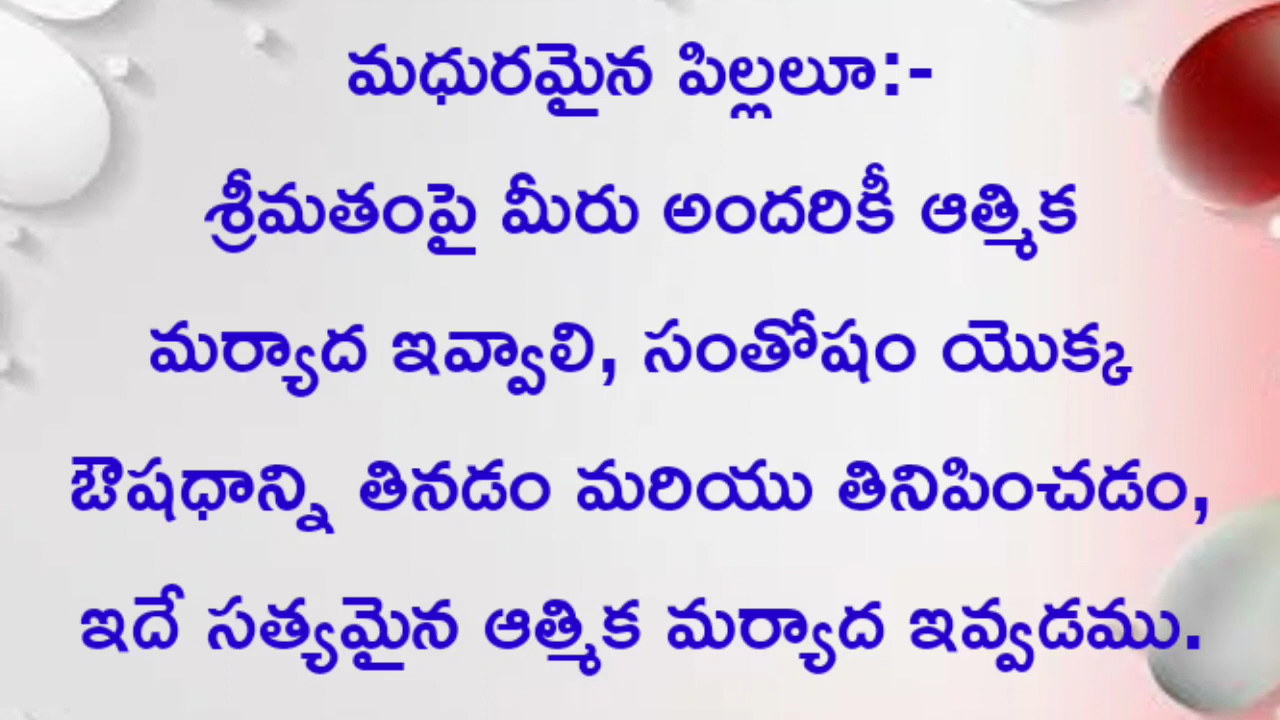 మధురమైన పిల్లలూ:-
శ్రీమతంపై మీరు అందరికీ ఆత్మిక
మర్యాద ఇవ్వాలి, సంతోషం యొక్క
ఔషధాన్ని తినడం మరియు తినిపించడం,
ఇదే సత్యమైన ఆత్మిక మర్యాద ఇవ్వడము.